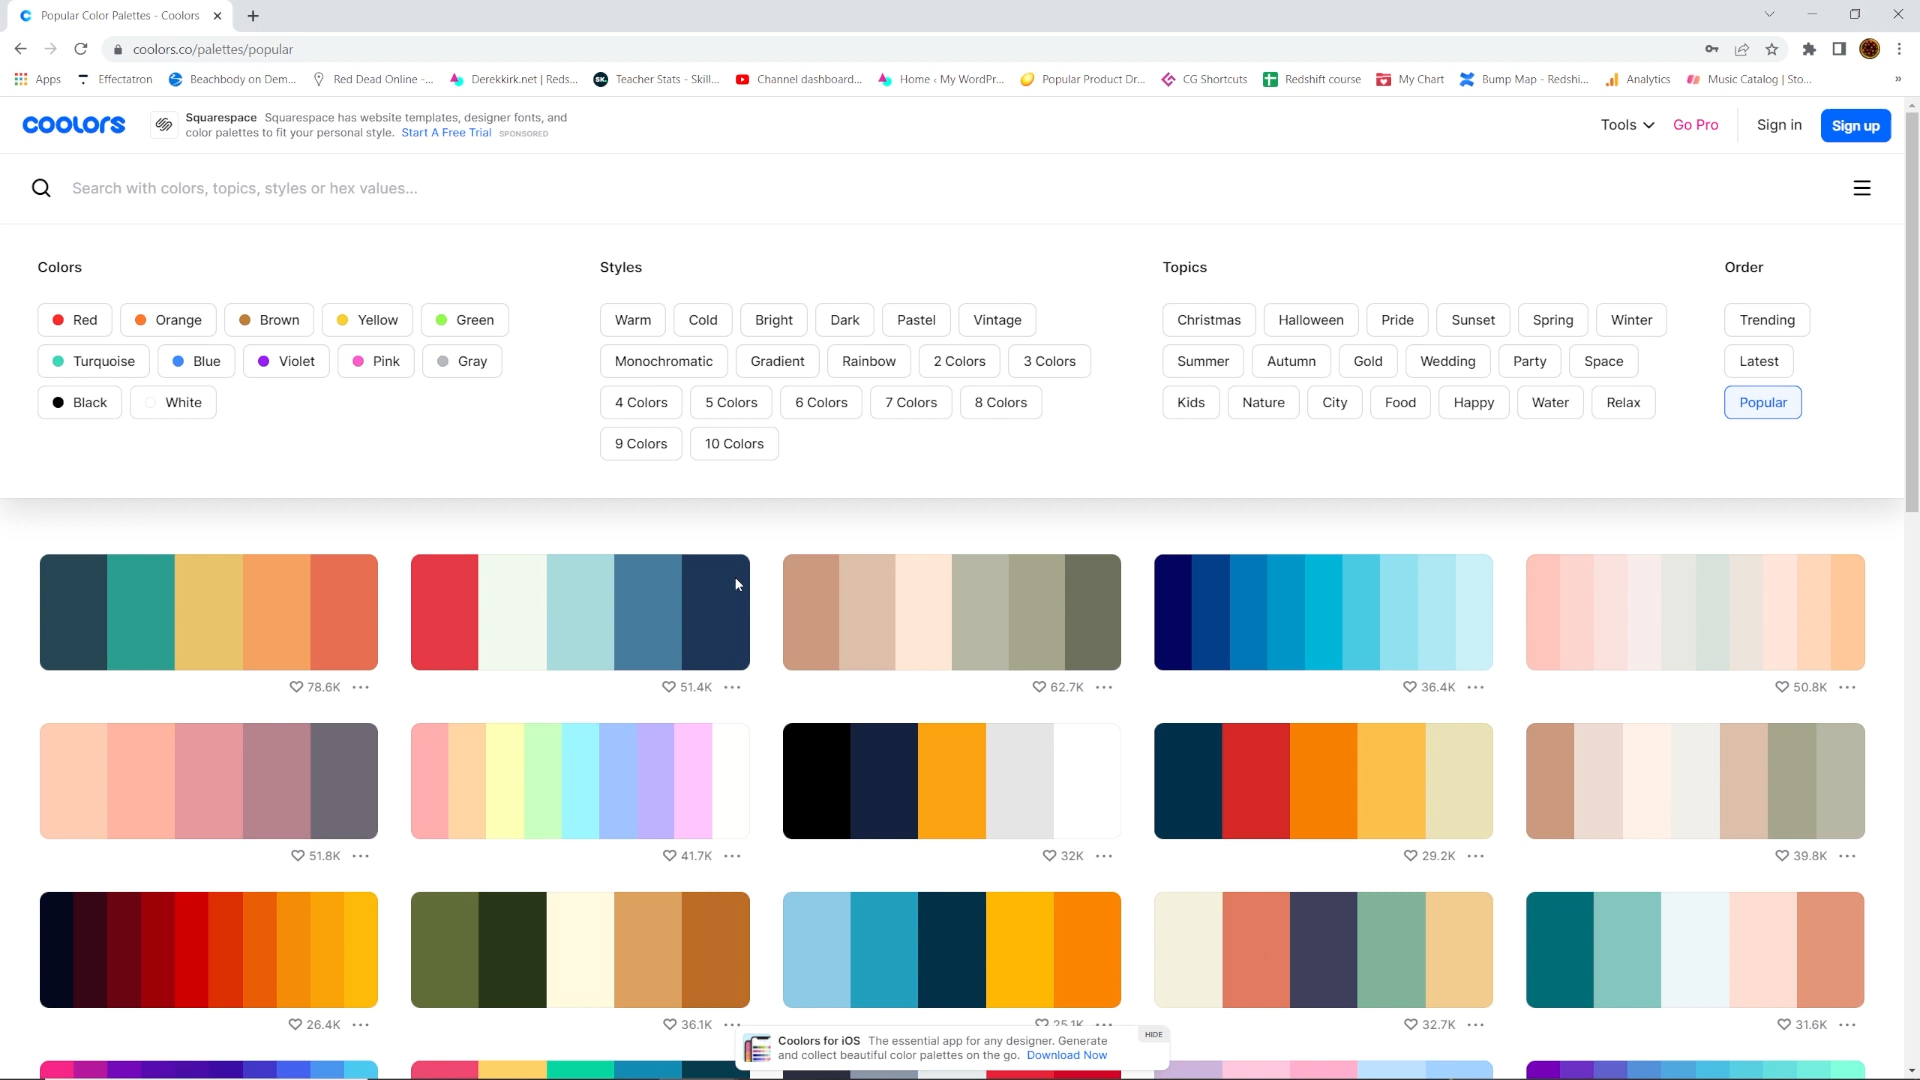 Popular Color Palettes - Coolors
coolors.co/palettes/popular
Apps Effectatron Beachbody on Dem... Red Dead Online -... Derekkirk.net | Reds... Teacher Stats - Skill... Channel dashboard... Home ‹ My WordPr... Popular Product Dr... CG Shortcuts Redshift course My Chart Bump Map - Redshi... Analytics Music Catalog | Sto... »
coolors
Squarespace Squarespace has website templates, designer fonts, and
color palettes to fit your personal style. Start A Free Trial SPONSORED
Tools Go Pro Sign in Sign up
Search with colors, topics, styles or hex values...
Colors
Red Orange Brown Yellow Green
Turquoise Blue Violet Pink Gray
Black White
Styles
Warm Cold Bright Dark Pastel Vintage
Monochromatic Gradient Rainbow 2 Colors 3 Colors
4 Colors 5 Colors 6 Colors 7 Colors 8 Colors
9 Colors 10 Colors
Topics
Christmas Halloween Pride Sunset Spring Winter
Summer Autumn Gold Wedding Party Space
Kids Nature City Food Happy Water Relax
Order
Trending
Latest
Popular
78.6K 51.4K 62.7K 36.4K 50.8K
51.8K 41.7K 32K 29.2K 39.8K
26.4K 36.1K 25.1K 32.7K 31.6K
Coolors for iOS The essential app for any designer. Generate
and collect beautiful color palettes on the go. Download Now
HIDE